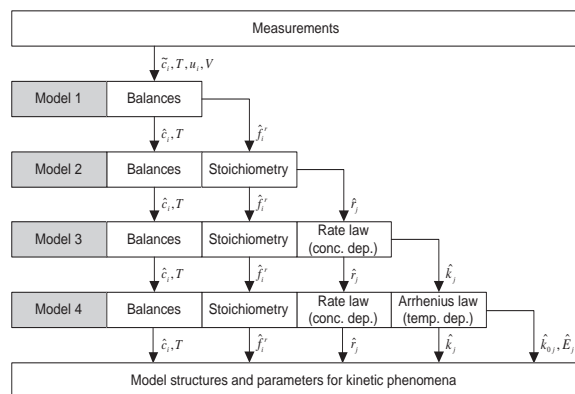 Measurements
c̃ᵢ, T, uᵢ, V
Model 1 Balances
ĉᵢ, T f̂ᵢʳ
Model 2 Balances Stoichiometry
ĉᵢ, T f̂ᵢʳ r̂ⱼ
Model 3 Balances Stoichiometry Rate law
(conc. dep.)
ĉᵢ, T f̂ᵢʳ r̂ⱼ k̂ⱼ
Model 4 Balances Stoichiometry Rate law
(conc. dep.) Arrhenius law
(temp. dep.)
ĉᵢ, T f̂ᵢʳ r̂ⱼ k̂ⱼ k̂₀ⱼ, Êⱼ
Model structures and parameters for kinetic phenomena